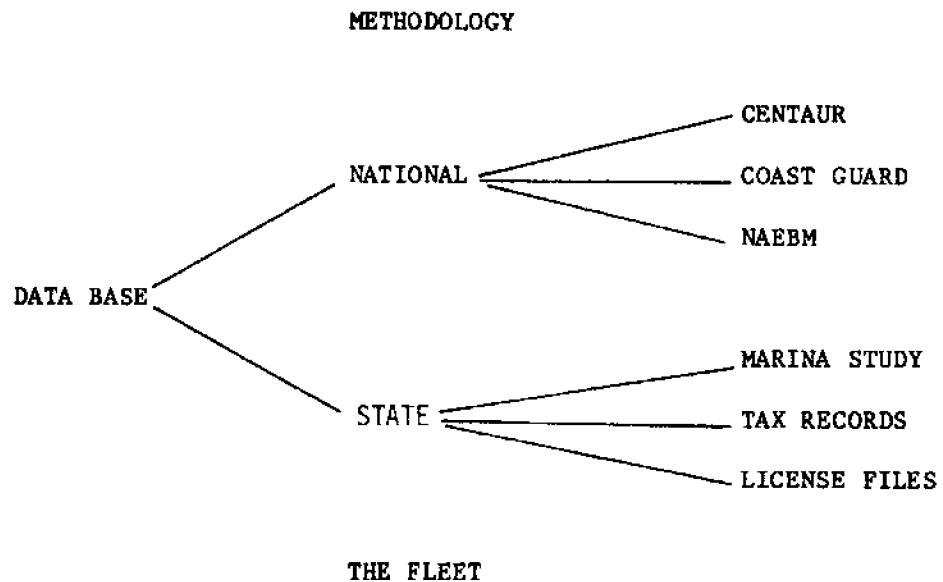 METHODOLOGY
CENTAUR
NATIONAL
COAST GUARD
NAEBM
DATA BASE
MARINA STUDY
STATE
TAX RECORDS
LICENSE FILES
THE FLEET